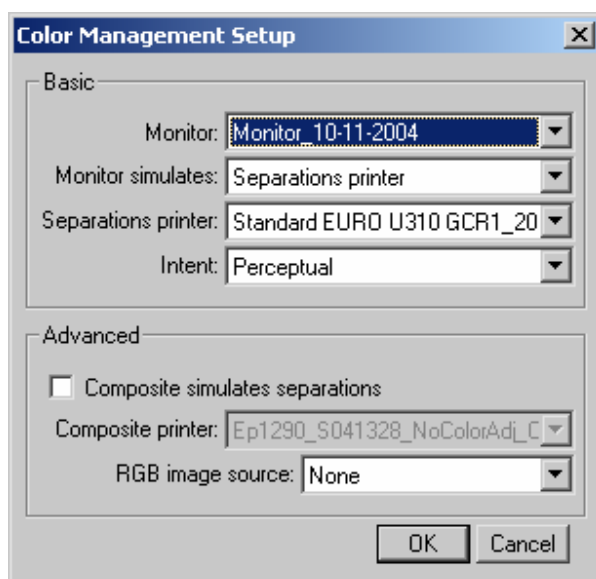 Color Management Setup
Basic
Monitor: Monitor_10-11-2004
Monitor simulates: Separations printer
Separations printer: Standard EURO U310 GCR1_20
Intent: Perceptual
Advanced
Composite simulates separations
Composite printer: Ep1290_S041328_NoColorAdj_C
RGB image source: None
OK Cancel